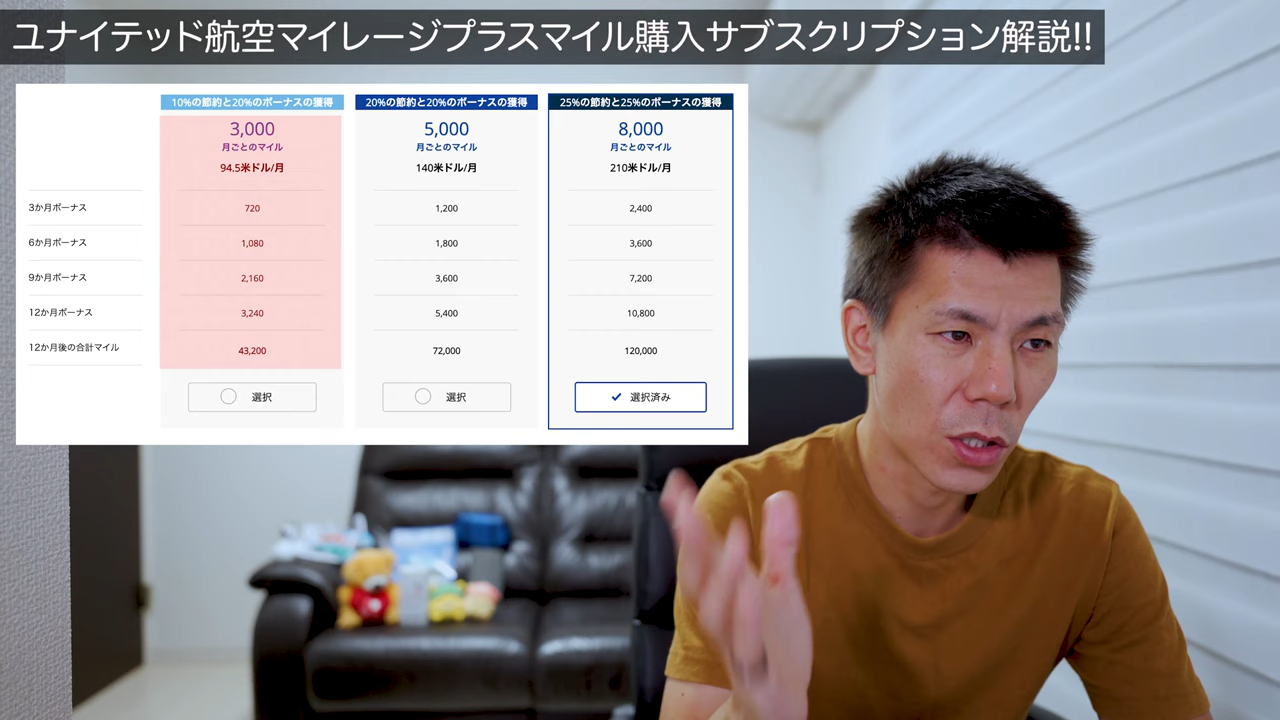 ユナイテッド航空マイレージプラスマイル購入サブスクリプション解説!!
10%の節約と20%のボーナスの獲得 20%の節約と20%のボーナスの獲得 25%の節約と25%のボーナスの獲得
3,000 5,000 8,000
月ごとのマイル 月ごとのマイル 月ごとのマイル
94.5米ドル/月 140米ドル/月 210米ドル/月
3か月ボーナス 720 1,200 2,400
6か月ボーナス 1,080 1,800 3,600
9か月ボーナス 2,160 3,600 7,200
12か月ボーナス 3,240 5,400 10,800
12か月後の合計マイル 43,200 72,000 120,000
選択 選択 選択済み